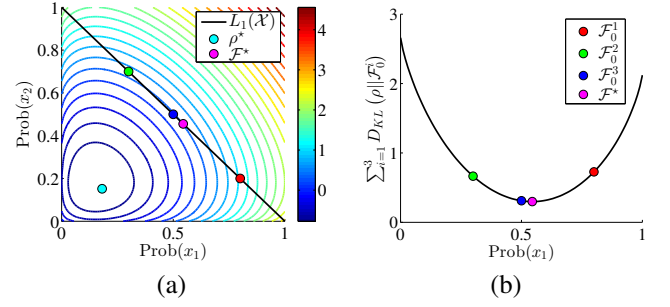 1
0.8
0.6
0.4
0.2
0
Prob(x₂)
0 0.5 1
Prob(x₁)
L₁(𝒳)
ρ*
ℱ*
4
3
2
1
0
(a)
3
2
1
0
∑³ᵢ₌₁ D_KL (ρ||ℱ₀ⁱ)
0 0.5 1
Prob(x₁)
ℱ₀¹
ℱ₀²
ℱ₀³
ℱ*
(b)